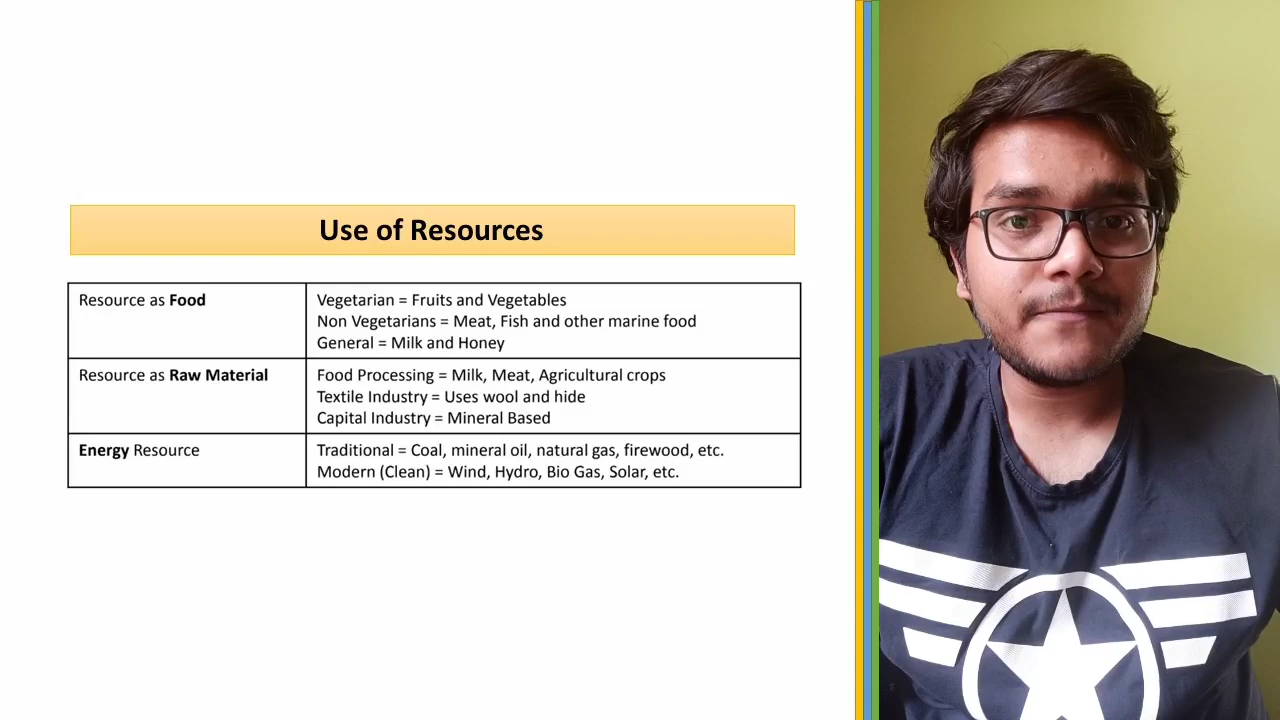 Use of Resources
Resource as Food
Vegetarian = Fruits and Vegetables
Non Vegetarians = Meat, Fish and other marine food
General = Milk and Honey
Resource as Raw Material
Food Processing = Milk, Meat, Agricultural crops
Textile Industry = Uses wool and hide
Capital Industry = Mineral Based
Energy Resource
Traditional = Coal, mineral oil, natural gas, firewood, etc.
Modern (Clean) = Wind, Hydro, Bio Gas, Solar, etc.